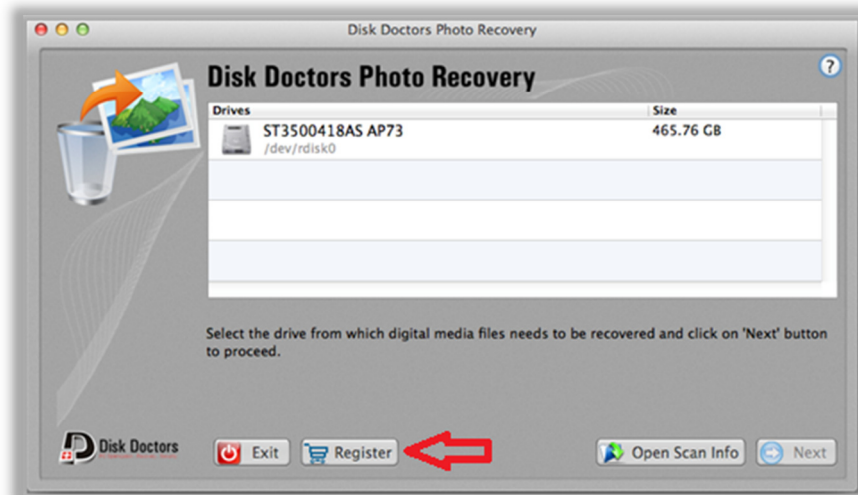 Disk Doctors Photo Recovery
?
Disk Doctors Photo Recovery
Drives Size
ST3500418AS AP73 465.76 GB
/dev/rdisk0
Select the drive from which digital media files needs to be recovered and click on 'Next' button
to proceed.
Disk Doctors
Exit Register Open Scan Info Next